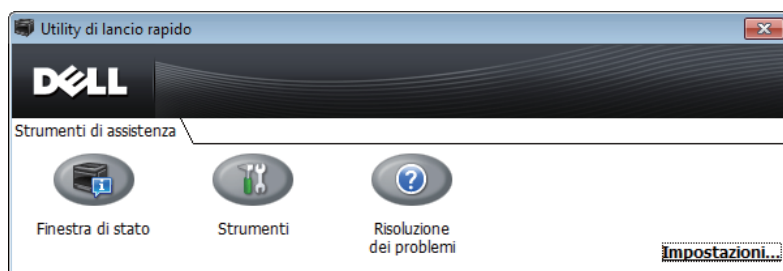 Utility di lancio rapido
DELL
Strumenti di assistenza
Finestra di stato
Strumenti
Risoluzione
dei problemi
Impostazioni...